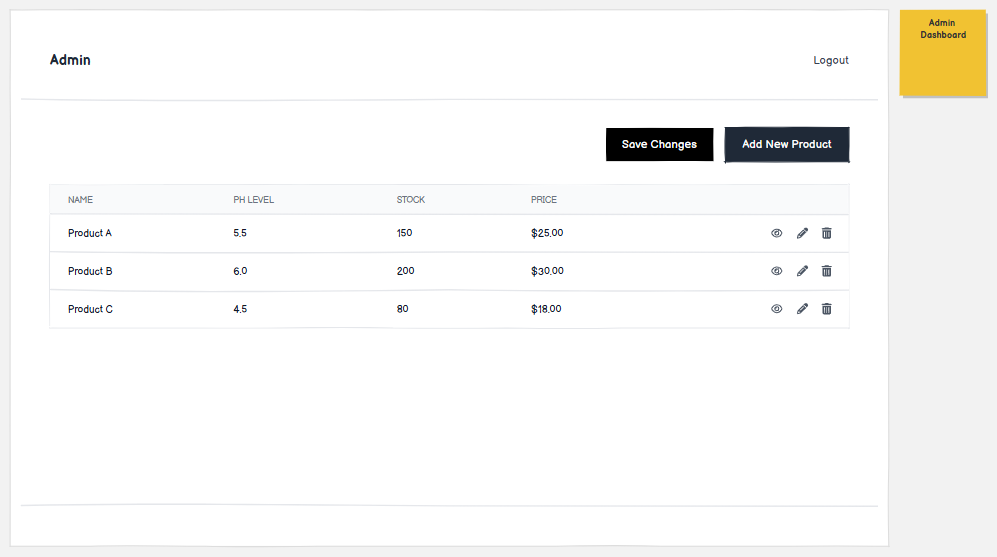 Admin
Dashboard
Admin
Logout
Save Changes
Add New Product
NAME PH LEVEL STOCK PRICE
Product A 5.5 150 $25.00
Product B 6.0 200 $30.00
Product C 4.5 80 $18.00